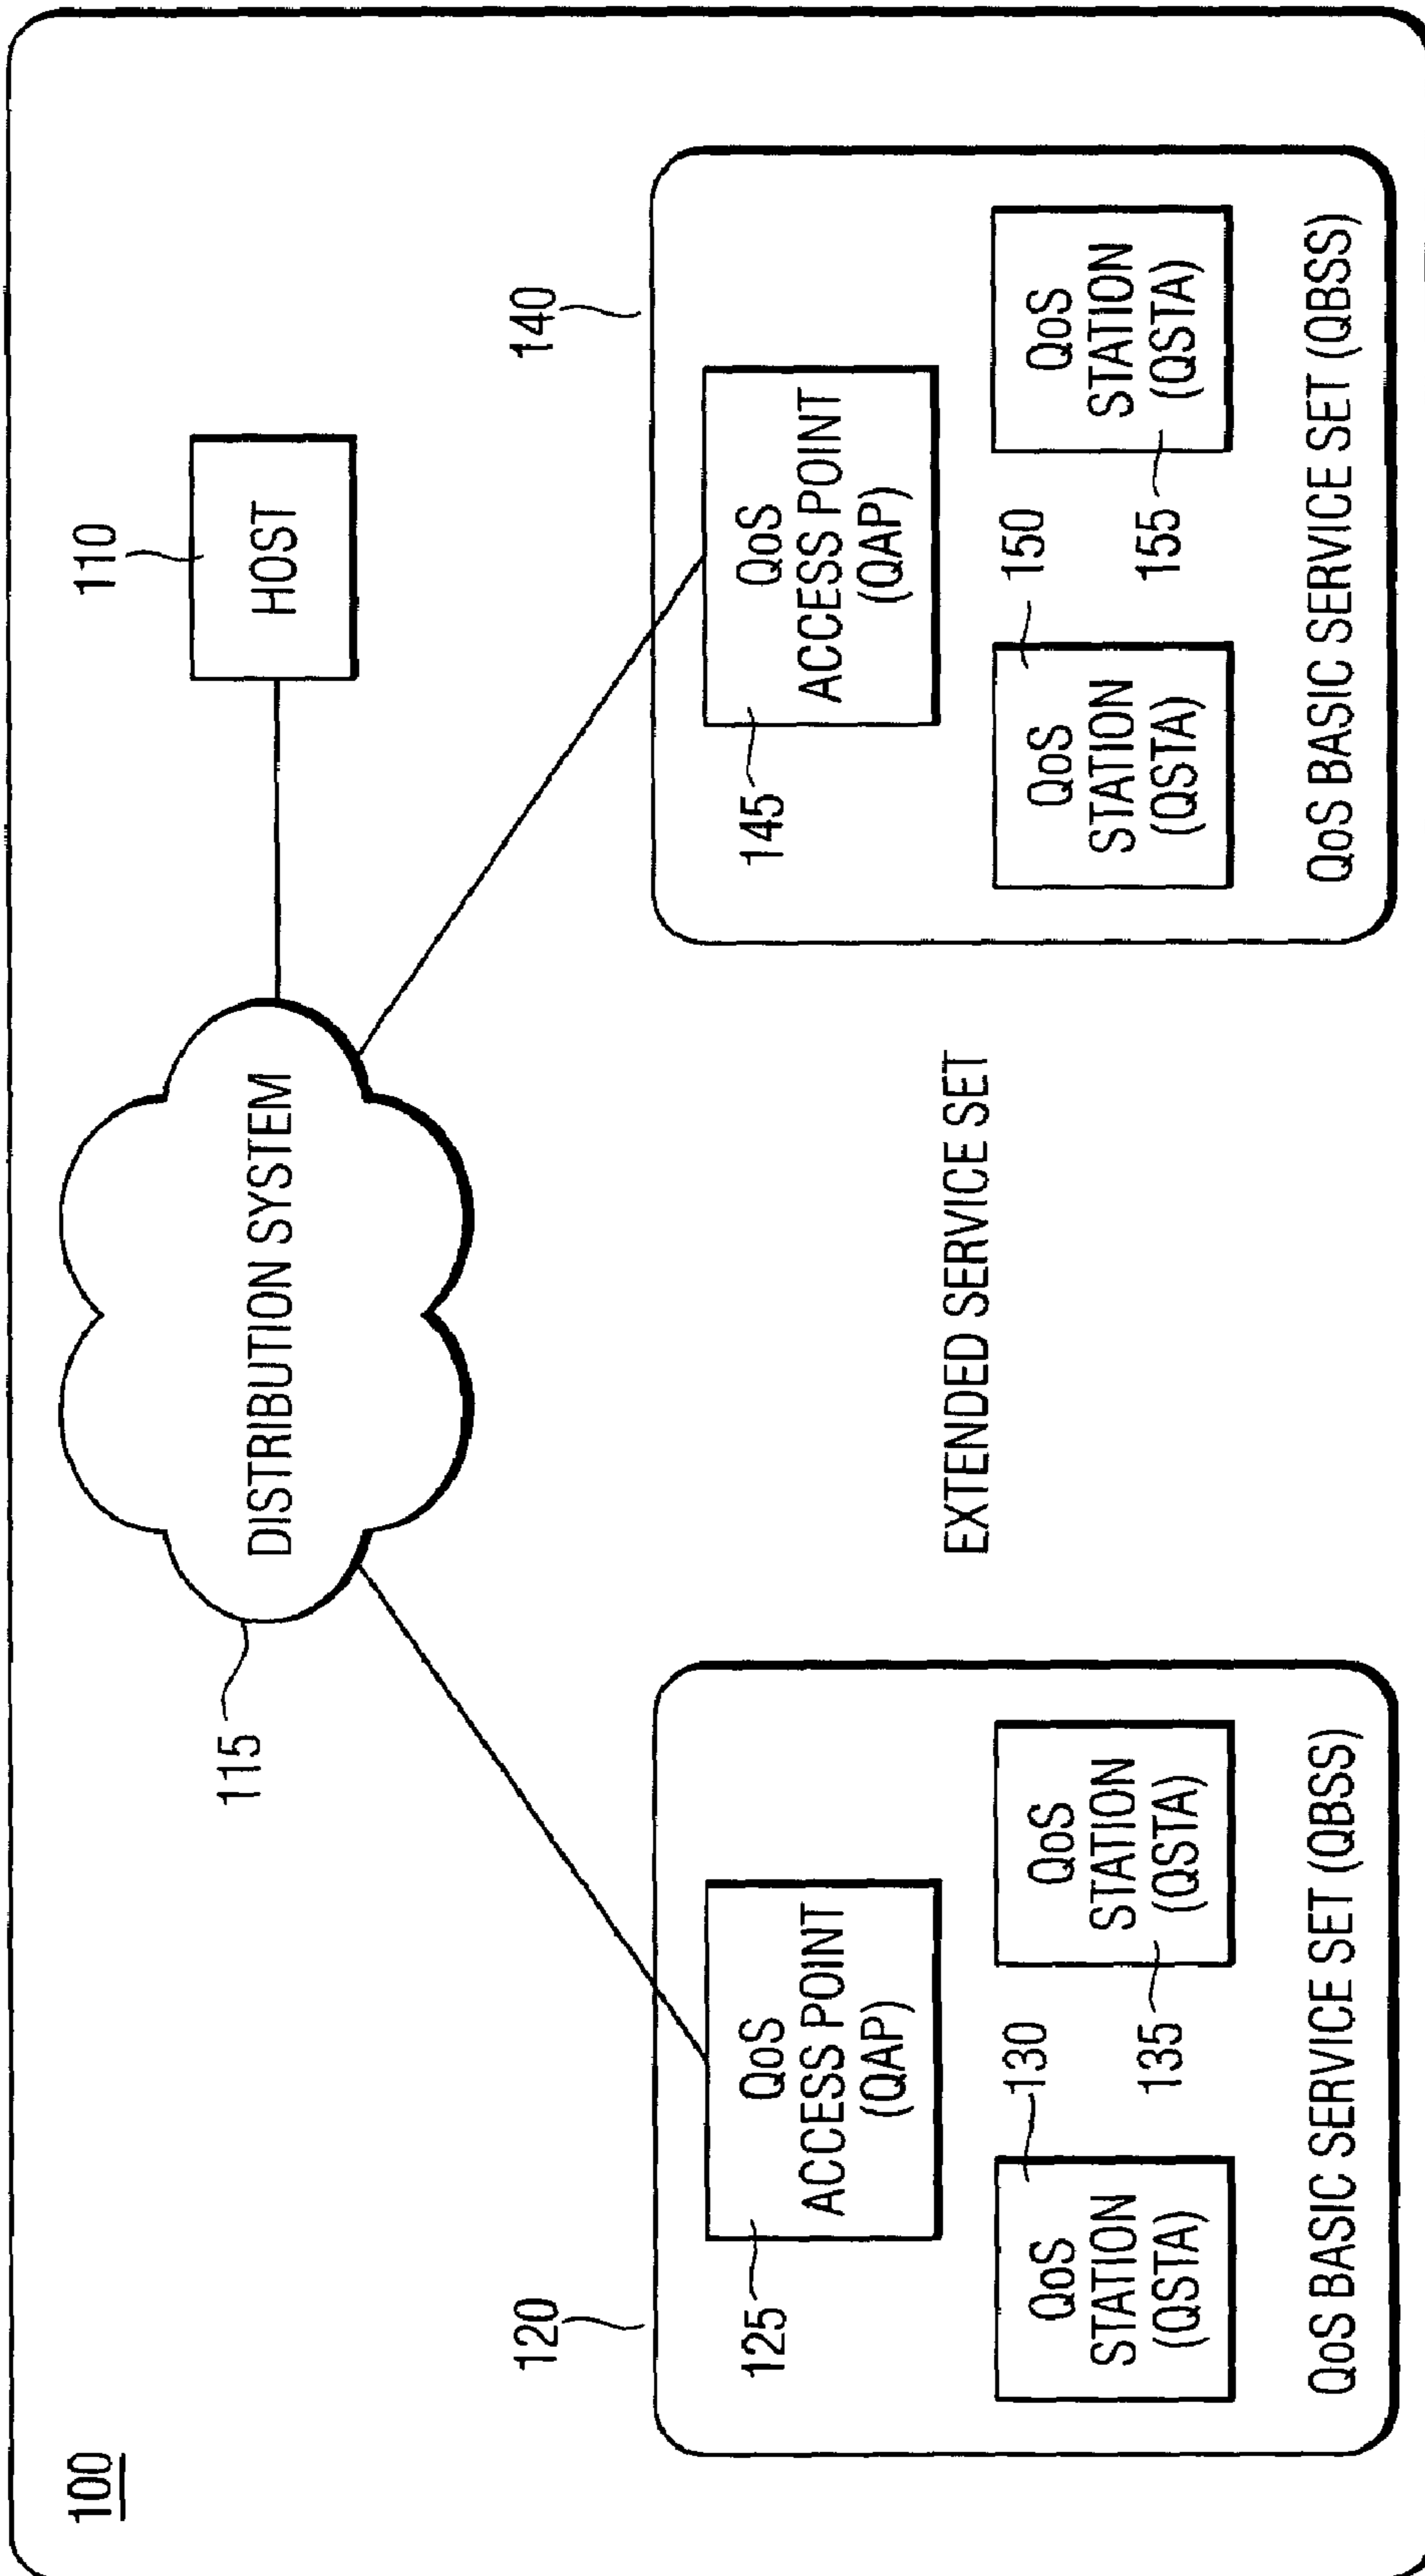 100
110
HOST
DISTRIBUTION SYSTEM
115
120
140
125
QoS
ACCESS POINT
(QAP)
130
QoS
STATION
(QSTA)
135
QoS
STATION
(QSTA)
QoS BASIC SERVICE SET (QBSS)
EXTENDED SERVICE SET
145
QoS
ACCESS POINT
(QAP)
150
QoS
STATION
(QSTA)
155
QoS
STATION
(QSTA)
QoS BASIC SERVICE SET (QBSS)